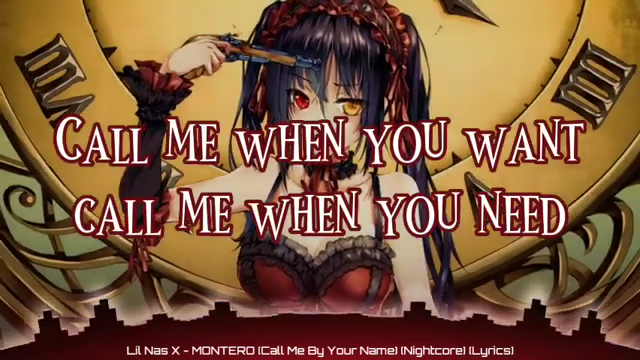 Call me when you want
call me when you need
Lil Nas X - MONTERO (Call Me By Your Name) (Nightcore) (Lyrics)